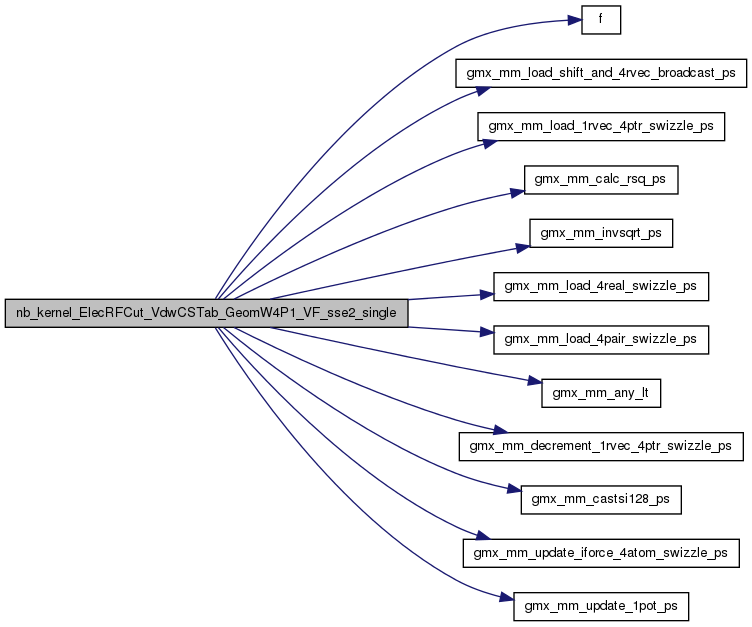 f
gmx_mm_load_shift_and_4rvec_broadcast_ps
gmx_mm_load_1rvec_4ptr_swizzle_ps
gmx_mm_calc_rsq_ps
gmx_mm_invsqrt_ps
gmx_mm_load_4real_swizzle_ps
nb_kernel_ElecRFCut_VdwCSTab_GeomW4P1_VF_sse2_single
gmx_mm_load_4pair_swizzle_ps
gmx_mm_any_lt
gmx_mm_decrement_1rvec_4ptr_swizzle_ps
gmx_mm_castsi128_ps
gmx_mm_update_iforce_4atom_swizzle_ps
gmx_mm_update_1pot_ps